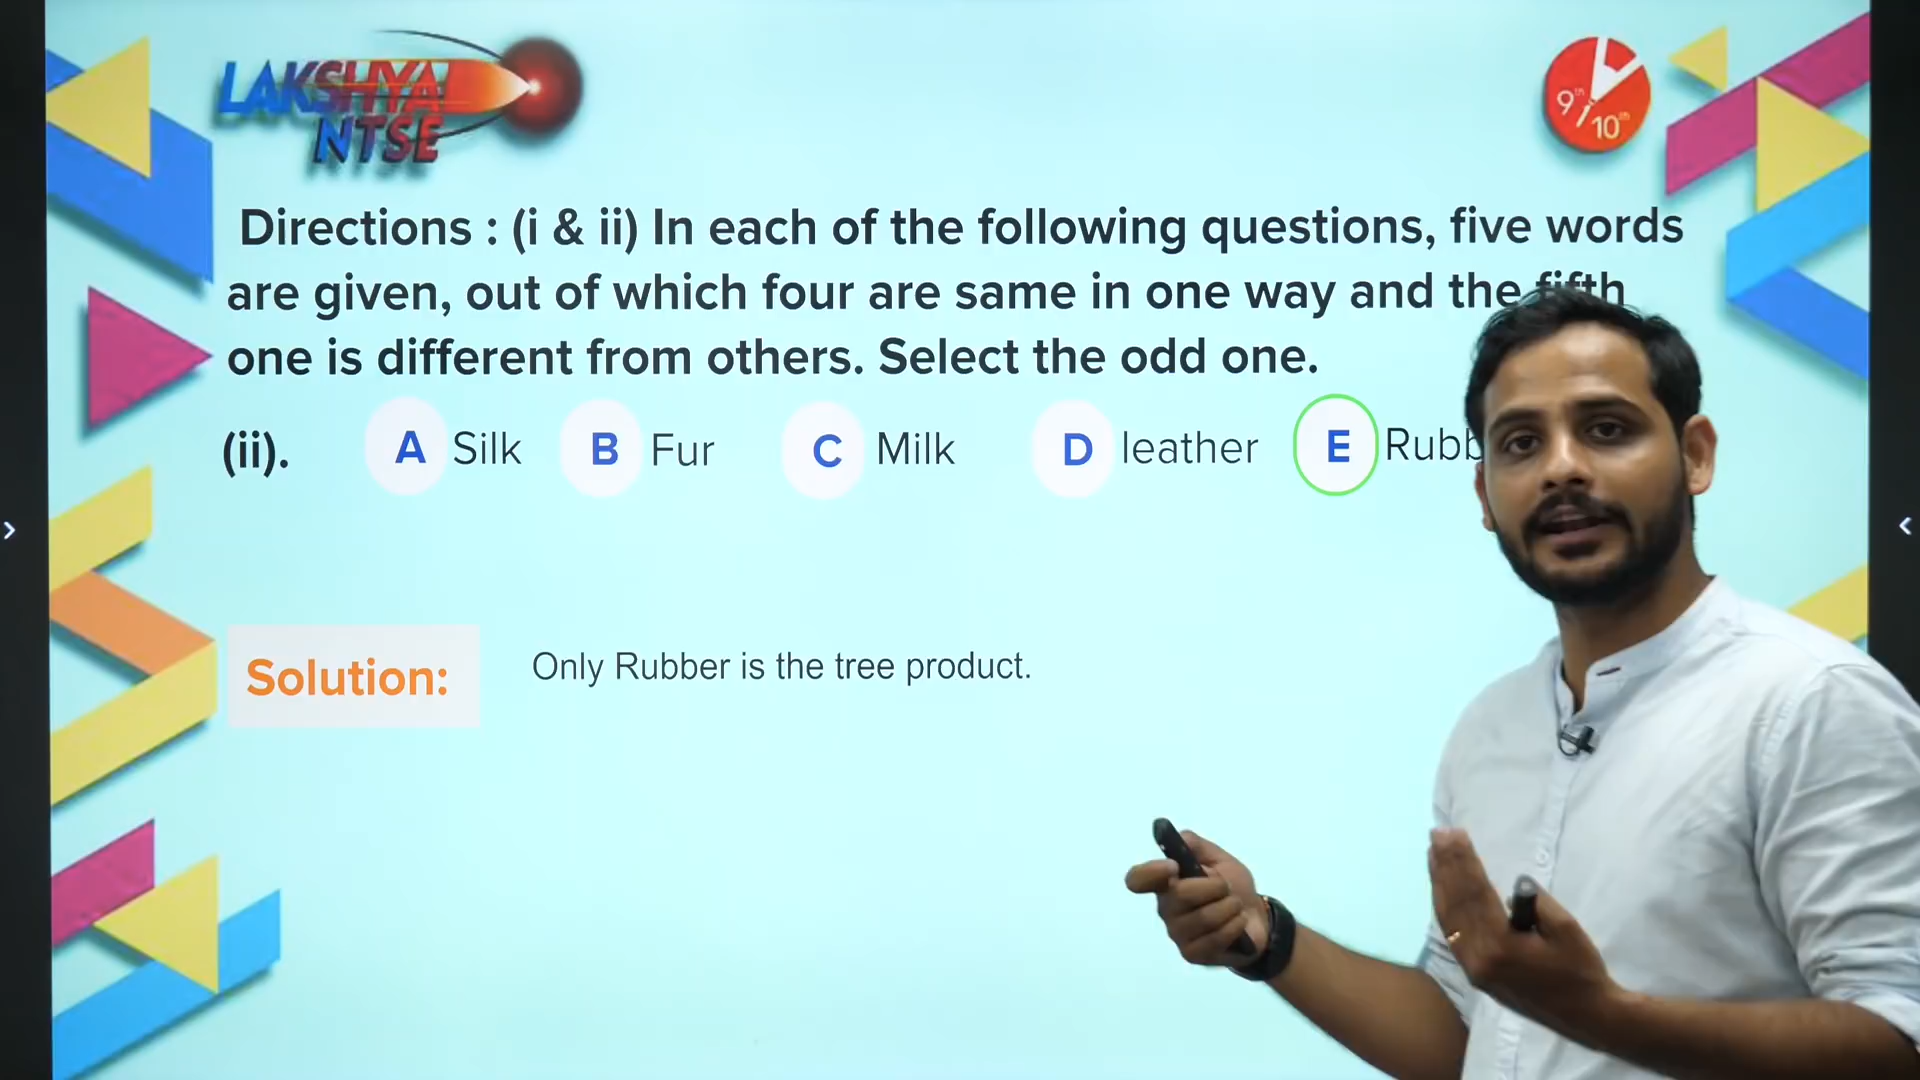 LAKSHYA
NTSE
9th
10th
Directions : (i & ii) In each of the following questions, five words
are given, out of which four are same in one way and the fifth
one is different from others. Select the odd one.
(ii). A Silk B Fur C Milk D leather E Rubb
Solution: Only Rubber is the tree product.